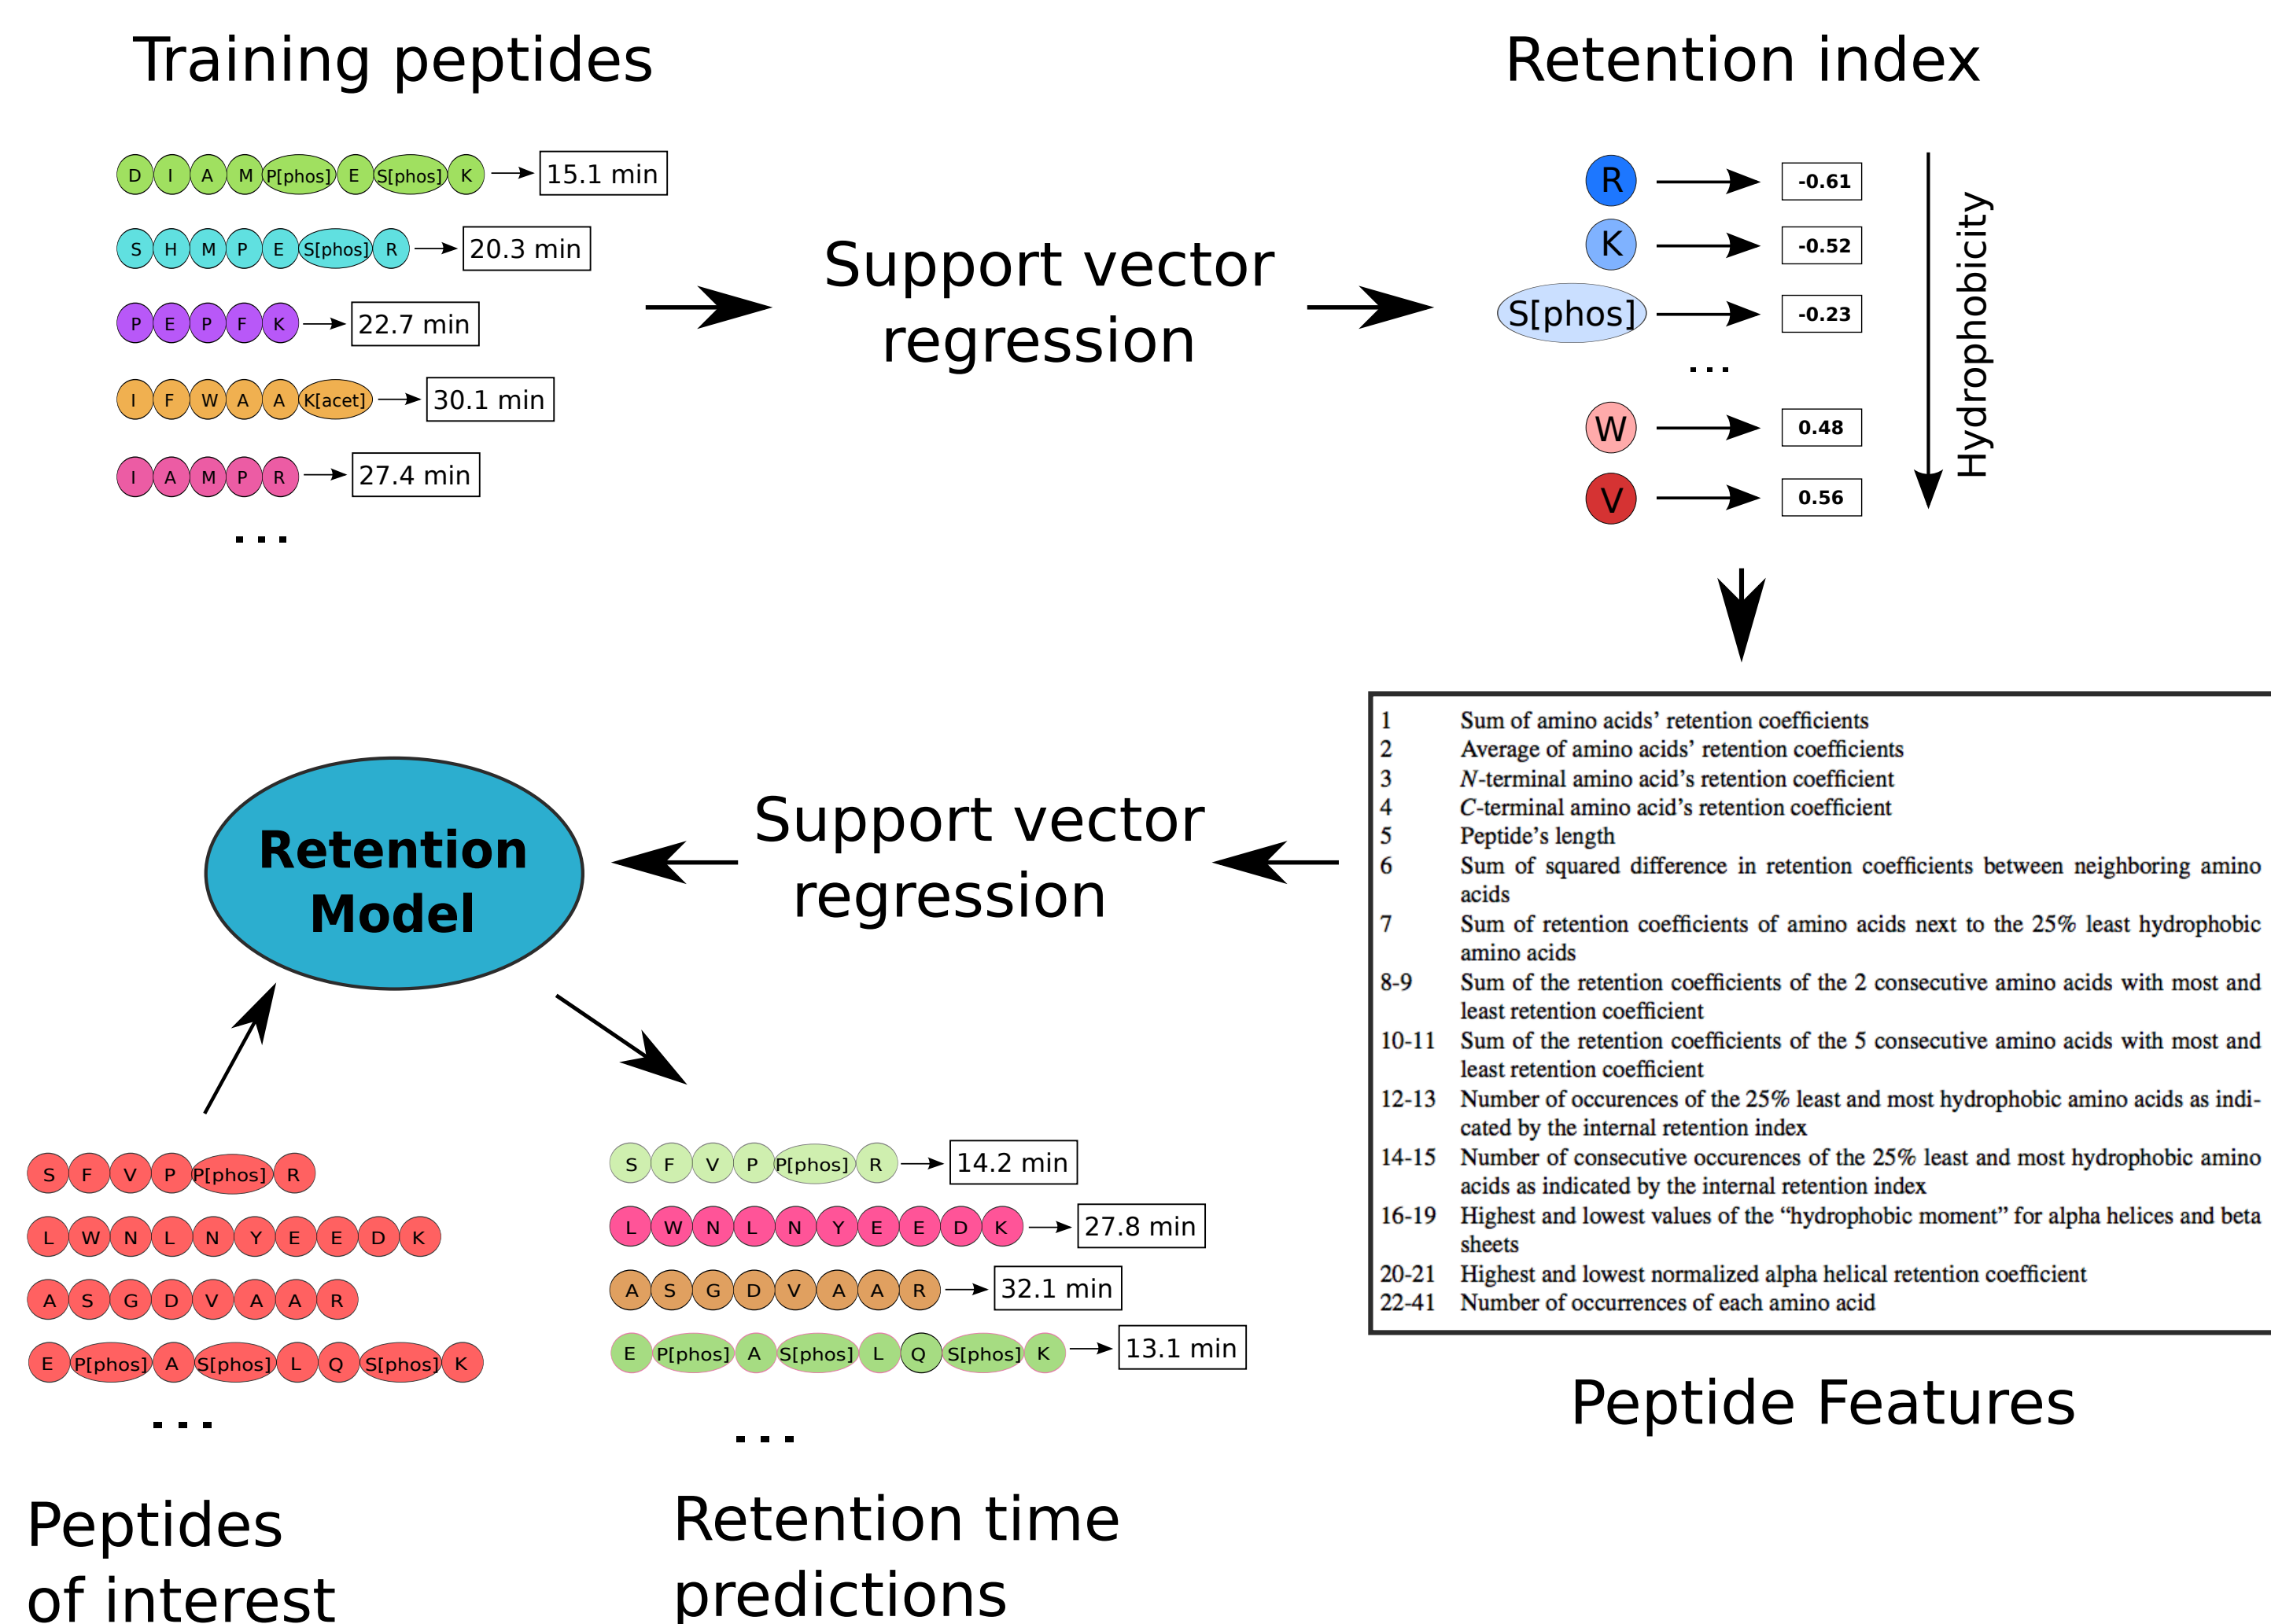 Training peptides
D I A M P[phos] E S[phos] K 15.1 min
S H M P E S[phos] R 20.3 min
P E P F K 22.7 min
I F W A A K[acet] 30.1 min
I A M P R 27.4 min
...
Support vector
regression
Retention index
R -0.61
K -0.52
S[phos] -0.23
...
W 0.48
V 0.56
Hydrophobicity
1 Sum of amino acids’ retention coefficients
2 Average of amino acids’ retention coefficients
3 N-terminal amino acid’s retention coefficient
4 C-terminal amino acid’s retention coefficient
5 Peptide’s length
6 Sum of squared difference in retention coefficients between neighboring amino
acids
7 Sum of retention coefficients of amino acids next to the 25% least hydrophobic
amino acids
8-9 Sum of the retention coefficients of the 2 consecutive amino acids with most and
least retention coefficient
10-11 Sum of the retention coefficients of the 5 consecutive amino acids with most and
least retention coefficient
12-13 Number of occurences of the 25% least and most hydrophobic amino acids as indi-
cated by the internal retention index
14-15 Number of consecutive occurences of the 25% least and most hydrophobic amino
acids as indicated by the internal retention index
16-19 Highest and lowest values of the “hydrophobic moment” for alpha helices and beta
sheets
20-21 Highest and lowest normalized alpha helical retention coefficient
22-41 Number of occurrences of each amino acid
Peptide Features
Support vector
regression
Retention
Model
S F V P P[phos] R
L W N L N Y E E D K
A S G D V A A R
E P[phos] A S[phos] L Q S[phos] K
...
Peptides
of interest
S F V P P[phos] R 14.2 min
L W N L N Y E E D K 27.8 min
A S G D V A A R 32.1 min
E P[phos] A S[phos] L Q S[phos] K 13.1 min
...
Retention time
predictions